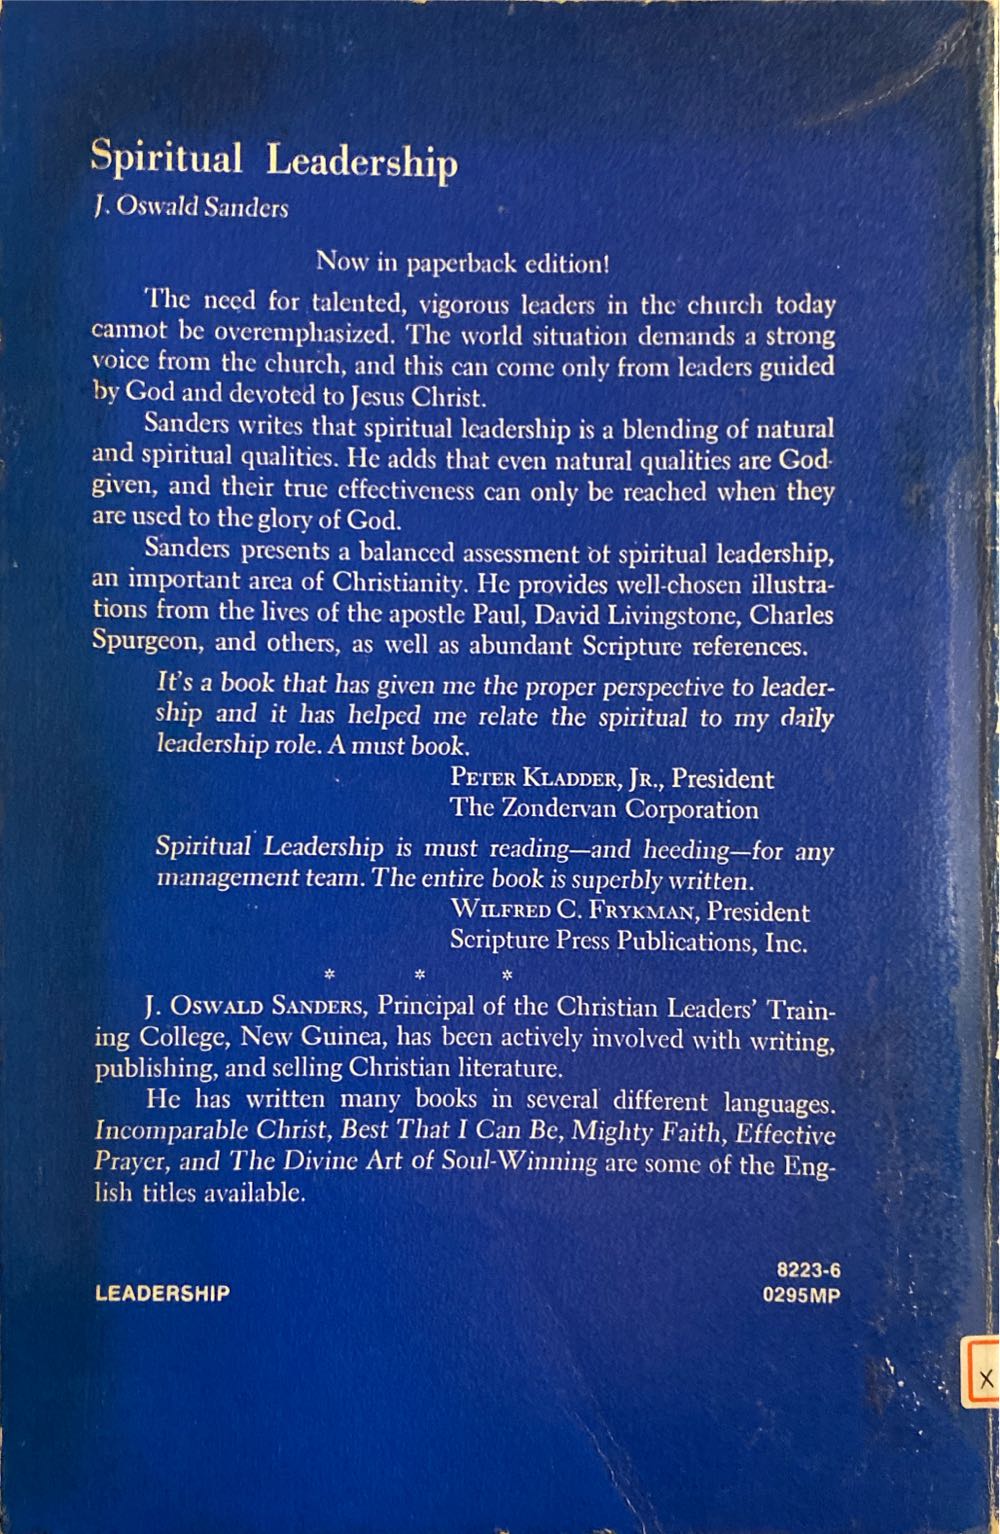 Spiritual Leadership
J. Oswald Sanders
Now in paperback edition!
The need for talented, vigorous leaders in the church today
cannot be overemphasized. The world situation demands a strong
voice from the church, and this can come only from leaders guided
by God and devoted to Jesus Christ.
Sanders writes that spiritual leadership is a blending of natural
and spiritual qualities. He adds that even natural qualities are God-
given, and their true effectiveness can only be reached when they
are used to the glory of God.
Sanders presents a balanced assessment of spiritual leadership,
an important area of Christianity. He provides well-chosen illustra-
tions from the lives of the apostle Paul, David Livingstone, Charles
Spurgeon, and others, as well as abundant Scripture references.
It's a book that has given me the proper perspective to leader-
ship and it has helped me relate the spiritual to my daily
leadership role. A must book.
PETER KLADDER, JR., President
The Zondervan Corporation
Spiritual Leadership is must reading—and heeding—for any
management team. The entire book is superbly written.
WILFRED C. FRYKMAN, President
Scripture Press Publications, Inc.
* * *
J. OSWALD SANDERS, Principal of the Christian Leaders' Train-
ing College, New Guinea, has been actively involved with writing,
publishing, and selling Christian literature.
He has written many books in several different languages.
Incomparable Christ, Best That I Can Be, Mighty Faith, Effective
Prayer, and The Divine Art of Soul-Winning are some of the Eng-
lish titles available.
8223-6
LEADERSHIP 0295MP
X